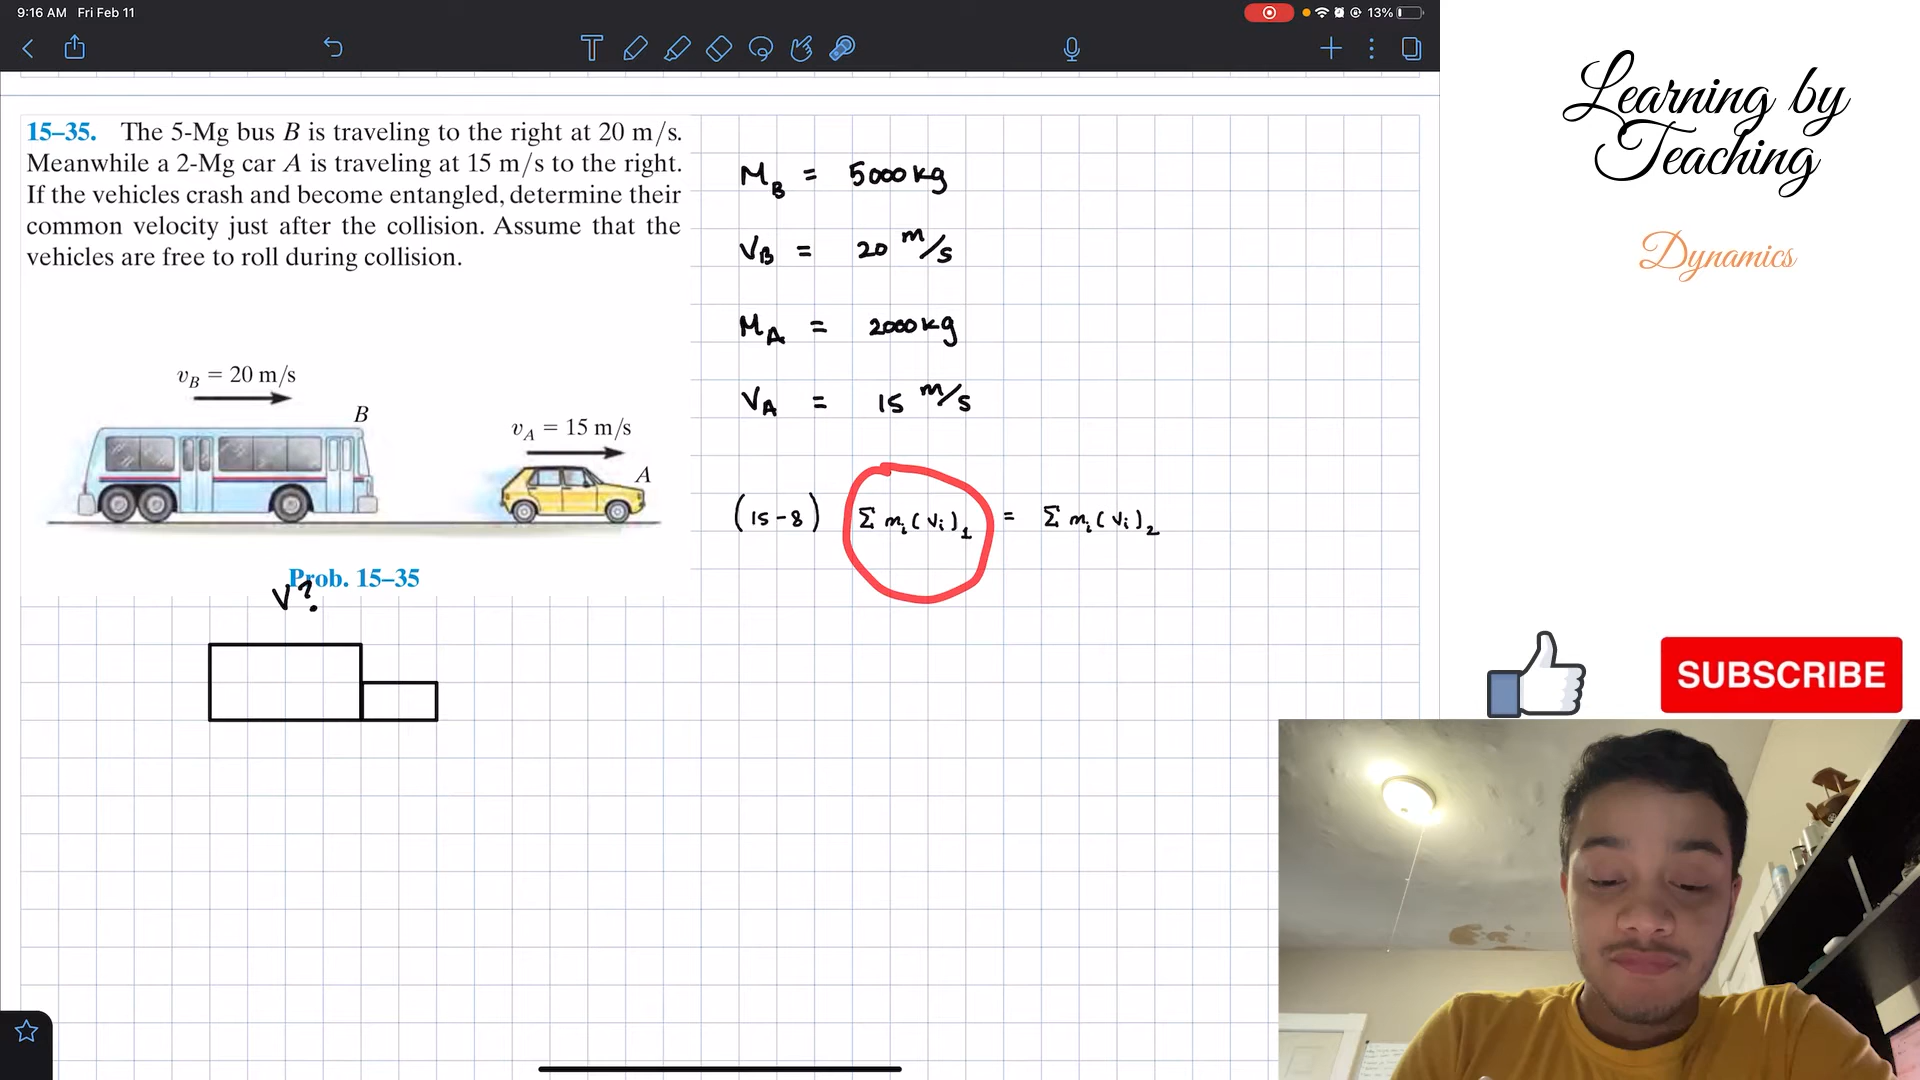 9:16 AM Fri Feb 11
13%
15–35. The 5-Mg bus B is traveling to the right at 20 m/s.
Meanwhile a 2-Mg car A is traveling at 15 m/s to the right.
If the vehicles crash and become entangled, determine their
common velocity just after the collision. Assume that the
vehicles are free to roll during collision.
v_B = 20 m/s
B
v_A = 15 m/s
A
Prob. 15–35
V?
M_B = 5000 kg
V_B = 20 m/s
M_A = 2000 kg
V_A = 15 m/s
(15-8) Σ m_i (v_i)_1 = Σ m_i (v_i)_2
Learning by
Teaching
Dynamics
SUBSCRIBE